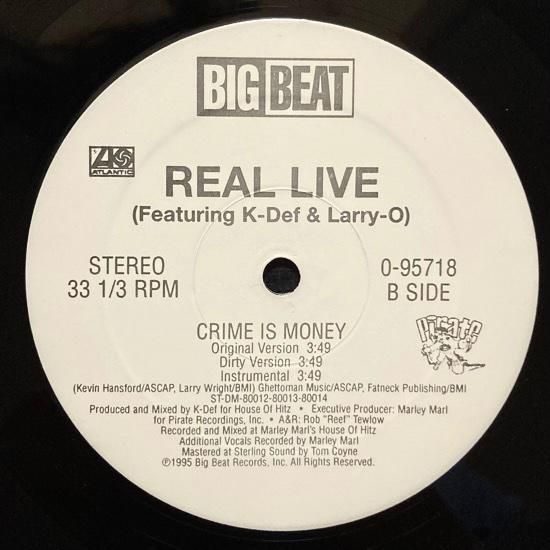 BIG BEAT
ATLANTIC
REAL LIVE
(Featuring K-Def & Larry-O)
STEREO
33 1/3 RPM
0-95718
B SIDE
Pirate
CRIME IS MONEY
Original Version 3:49
Dirty Version 3:49
Instrumental 3:49
(Kevin Hansford/ASCAP, Larry Wright/BMI) Ghettoman Music/ASCAP, Fatneck Publishing/BMI
ST-DM-80012-80013-80014
Produced and Mixed by K-Def for House Of Hitz • Executive Producer: Marley Marl
for Pirate Recordings, Inc. • A&R: Rob "Reef" Tewlow
Recorded and Mixed at Marley Marl's House Of Hitz
Additional Vocals Recorded by Marley Marl
Mastered at Sterling Sound by Tom Coyne
℗1995 Big Beat Records, Inc. All Rights Reserved.